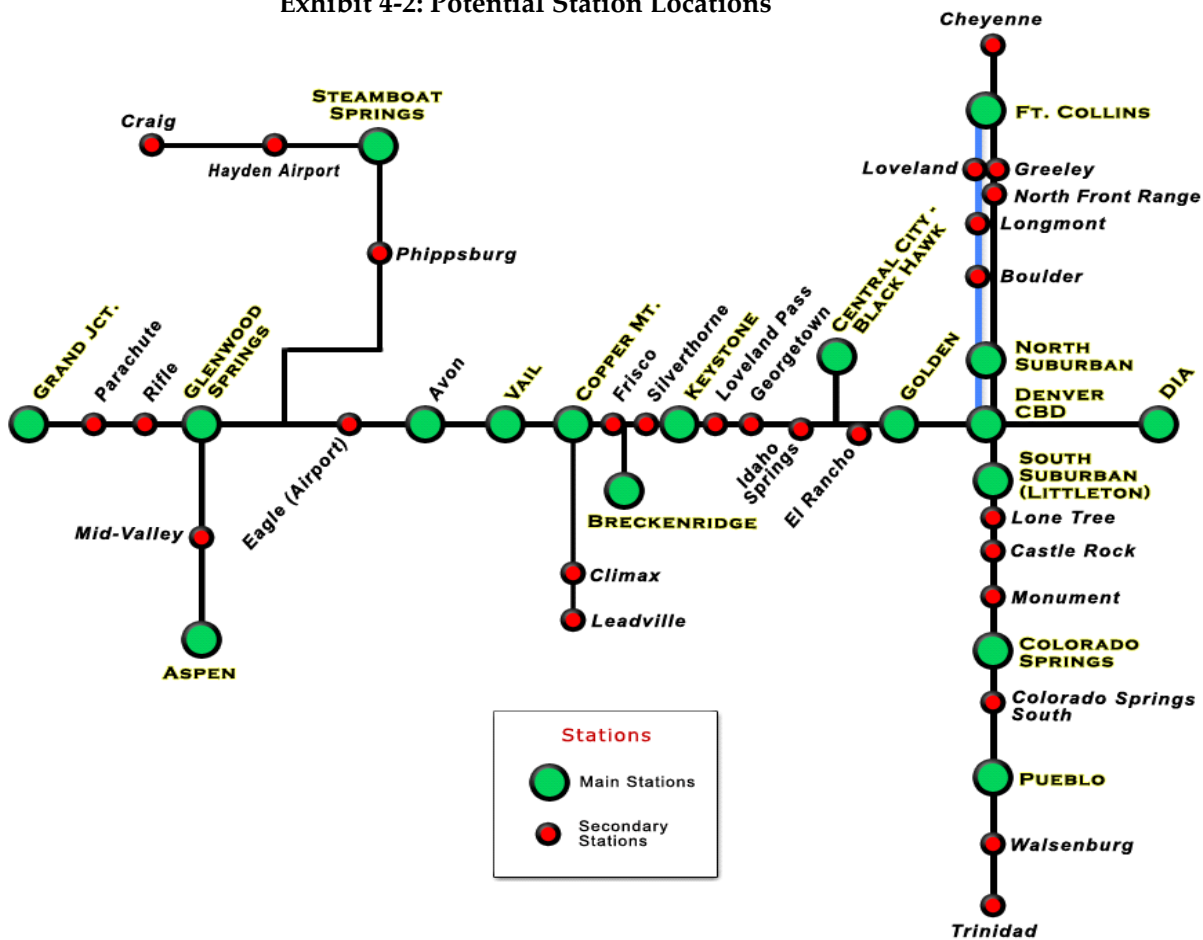 Exhibit 4-2: Potential Station Locations
Cheyenne
STEAMBOAT
SPRINGS
FT. COLLINS
Craig
Hayden Airport
Loveland
Greeley
North Front Range
Longmont
Phippsburg
Boulder
CENTRAL CITY -
BLACK HAWK
GRAND JCT.
Parachute
Rifle
GLENWOOD
SPRINGS
Avon
VAIL
COPPER MT.
Frisco
Silverthorne
KEYSTONE
Loveland Pass
Georgetown
GOLDEN
NORTH
SUBURBAN
DENVER
CBD
DIA
Eagle (Airport)
Idaho
Springs
El Rancho
SOUTH
SUBURBAN
(LITTLETON)
BRECKENRIDGE
Lone Tree
Mid-Valley
Castle Rock
Climax
Monument
Leadville
COLORADO
SPRINGS
ASPEN
Colorado Springs
South
Stations
Main Stations
Secondary
Stations
PUEBLO
Walsenburg
Trinidad